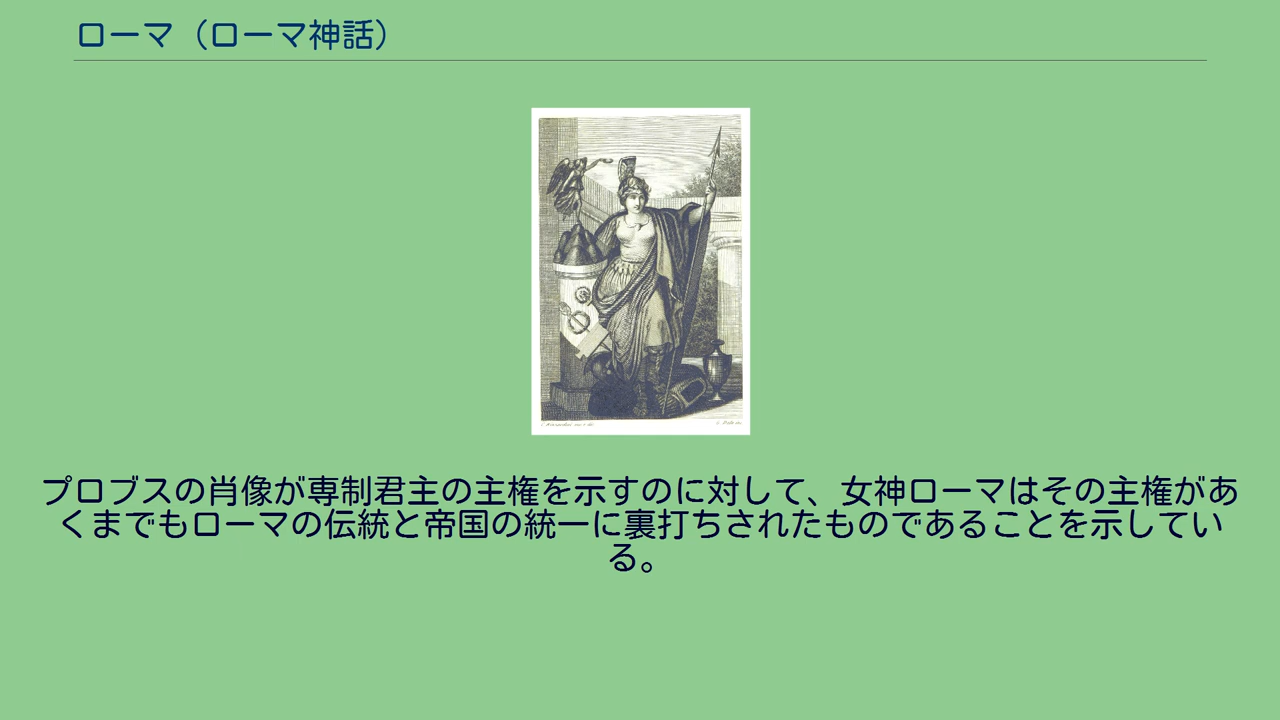 ローマ（ローマ神話）
プロブスの肖像が専制君主の主権を示すのに対して、女神ローマはその主権があ
くまでもローマの伝統と帝国の統一に裏打ちされたものであることを示してい
る。